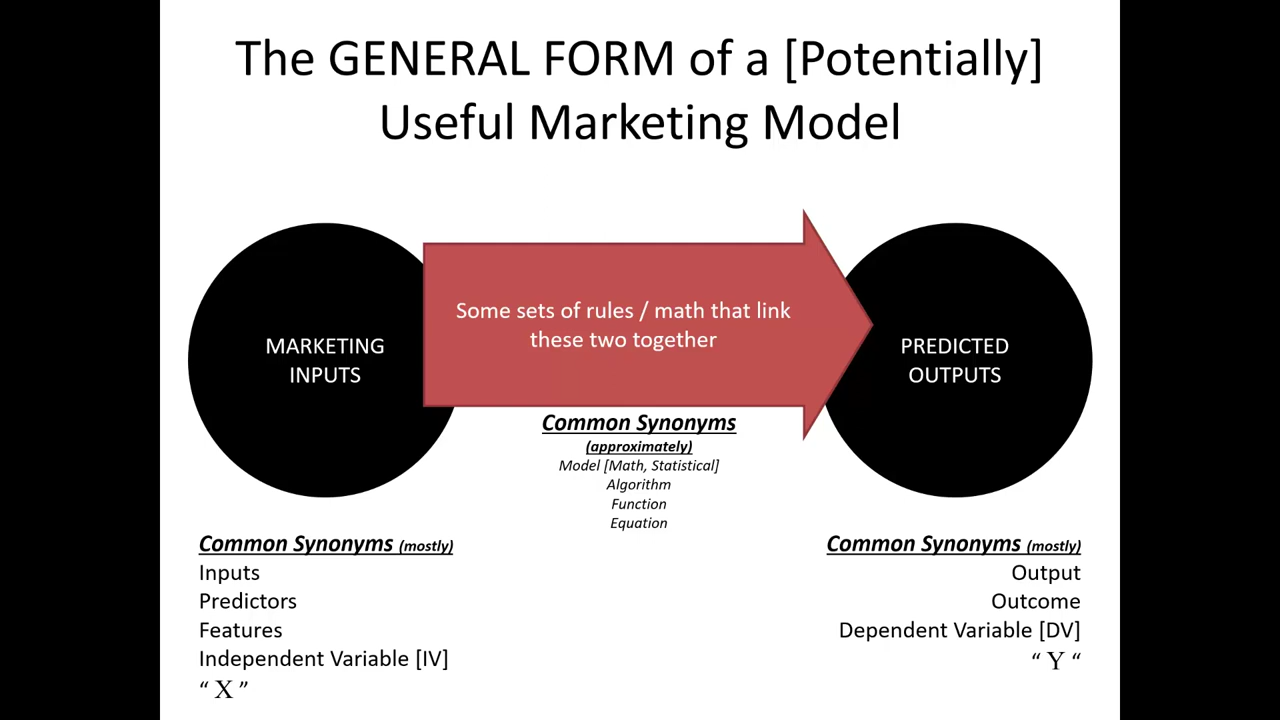 The GENERAL FORM of a [Potentially]
Useful Marketing Model
MARKETING
INPUTS
Some sets of rules / math that link
these two together
PREDICTED
OUTPUTS
Common Synonyms
(approximately)
Model [Math, Statistical]
Algorithm
Function
Equation
Common Synonyms (mostly)
Inputs
Predictors
Features
Independent Variable [IV]
“ X ”
Common Synonyms (mostly)
Output
Outcome
Dependent Variable [DV]
“ Y “